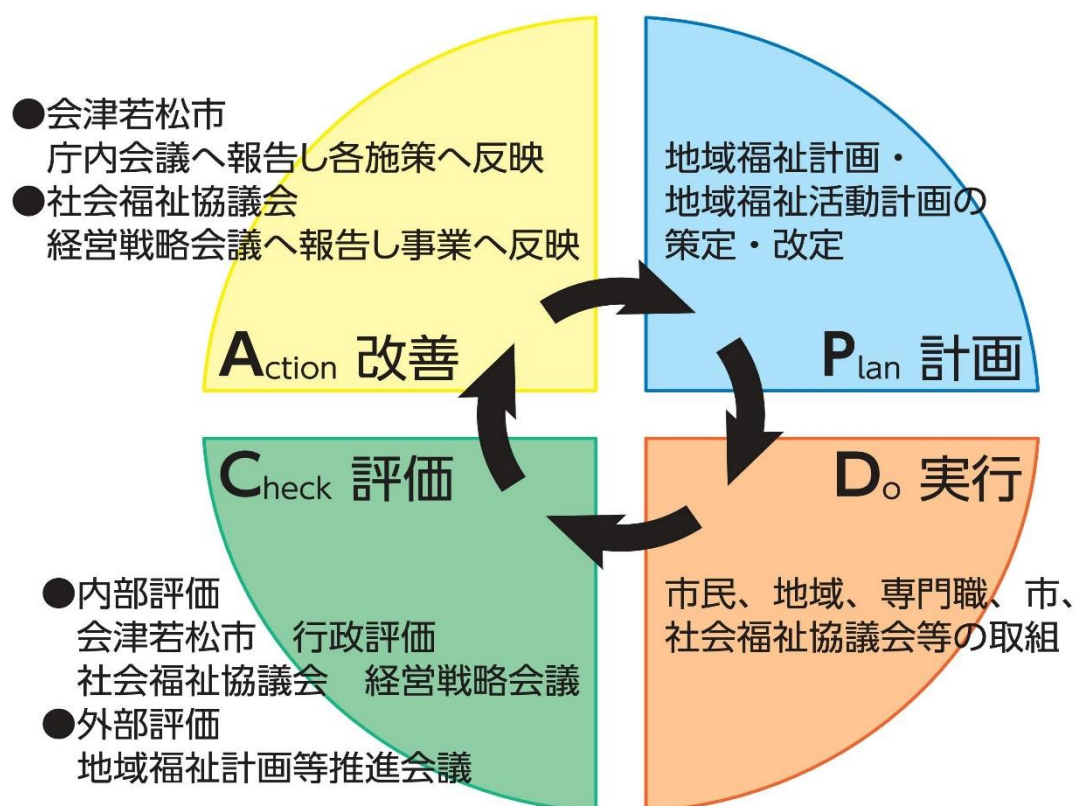 ●会津若松市
庁内会議へ報告し各施策へ反映
●社会福祉協議会
経営戦略会議へ報告し事業へ反映
Action 改善
地域福祉計画・
地域福祉活動計画の
策定・改定
Plan 計画
Check 評価
●内部評価
会津若松市　行政評価
社会福祉協議会　経営戦略会議
●外部評価
地域福祉計画等推進会議
Do 実行
市民、地域、専門職、市、
社会福祉協議会等の取組